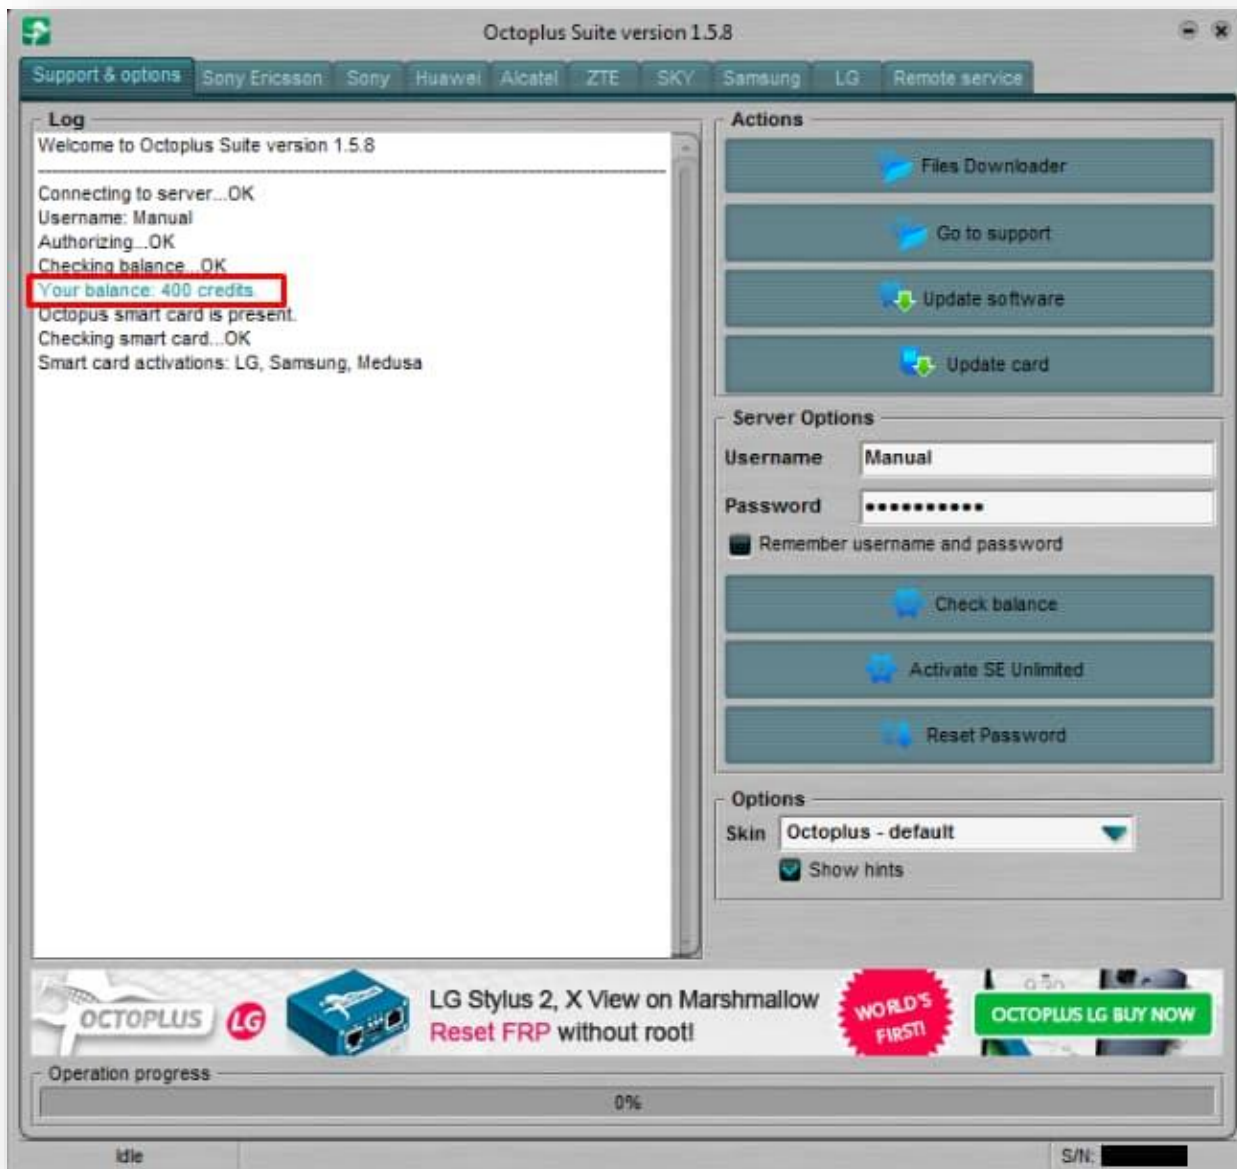 Octoplus Suite version 1.5.8
Support & options Sony Ericsson Sony Huawei Alcatel ZTE SKY Samsung LG Remote service
Log
Welcome to Octoplus Suite version 1.5.8
Connecting to server...OK
Username: Manual
Authorizing...OK
Checking balance...OK
Your balance: 400 credits.
Octopus smart card is present.
Checking smart card...OK
Smart card activations: LG, Samsung, Medusa
Actions
Files Downloader
Go to support
Update software
Update card
Server Options
Username Manual
Password ••••••••••
Remember username and password
Check balance
Activate SE Unlimited
Reset Password
Options
Skin Octoplus - default
Show hints
OCTOPLUS LG
LG Stylus 2, X View on Marshmallow
Reset FRP without root!
WORLD'S
FIRST!
OCTOPLUS LG BUY NOW
Operation progress
0%
Idle
S/N: